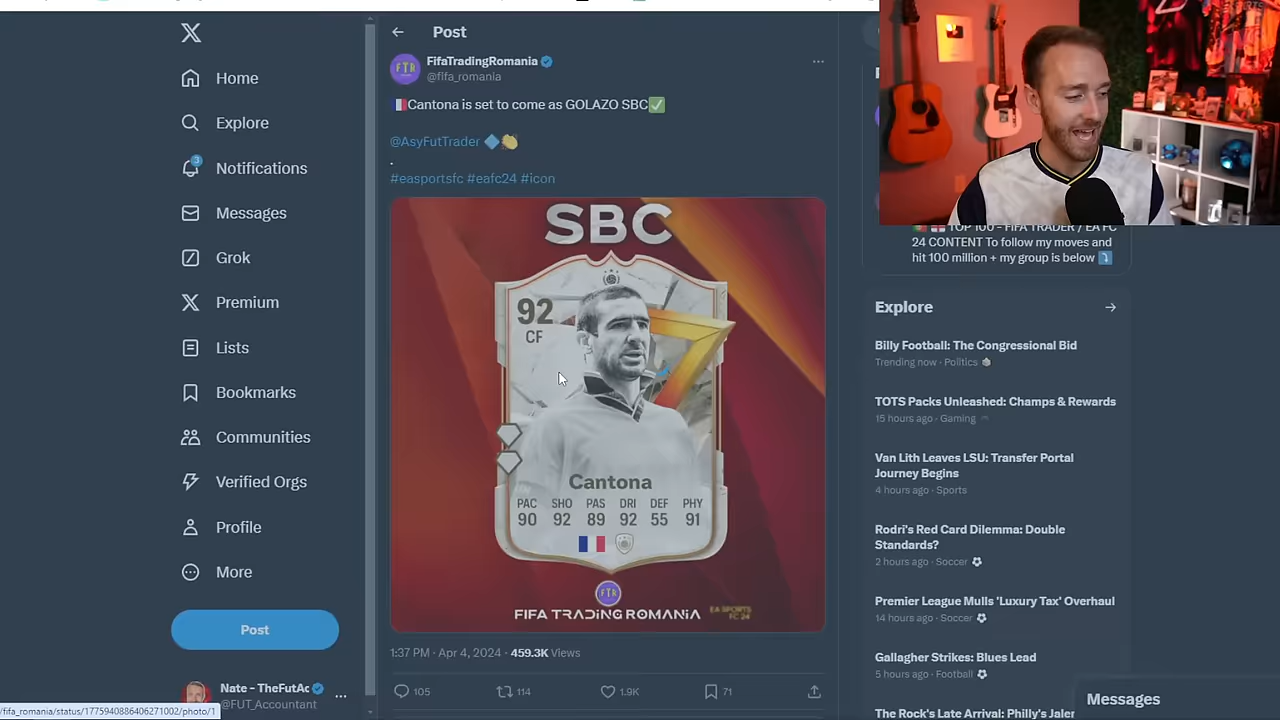 Home
Explore
3
Notifications
Messages
Grok
Premium
Lists
Bookmarks
Communities
Verified Orgs
Profile
More
Post
Nate - TheFutAc
@FUT_Accountant
/fifa_romania/status/1775940886406271002/photo/1
Post
FTR
FifaTradingRomania
@fifa_romania
Cantona is set to come as GOLAZO SBC
@AsyFutTrader
.
#easportsfc #eafc24 #icon
SBC
92
CF
7
Cantona
PAC SHO PAS DRI DEF PHY
90 92 89 92 55 91
FTR
FIFA TRADING ROMANIA
EA SPORTS
FC 24
1:37 PM · Apr 4, 2024 · 459.3K Views
105 114 1.9K 71
TOP 100 - FIFA TRADER / EA FC
24 CONTENT To follow my moves and
hit 100 million + my group is below
Explore
Billy Football: The Congressional Bid
Trending now · Politics
TOTS Packs Unleashed: Champs & Rewards
15 hours ago · Gaming
Van Lith Leaves LSU: Transfer Portal
Journey Begins
4 hours ago · Sports
Rodri's Red Card Dilemma: Double
Standards?
2 hours ago · Soccer
Premier League Mulls 'Luxury Tax' Overhaul
14 hours ago · Soccer
Gallagher Strikes: Blues Lead
5 hours ago · Football
The Rock's Late Arrival: Philly's Jaler
Messages